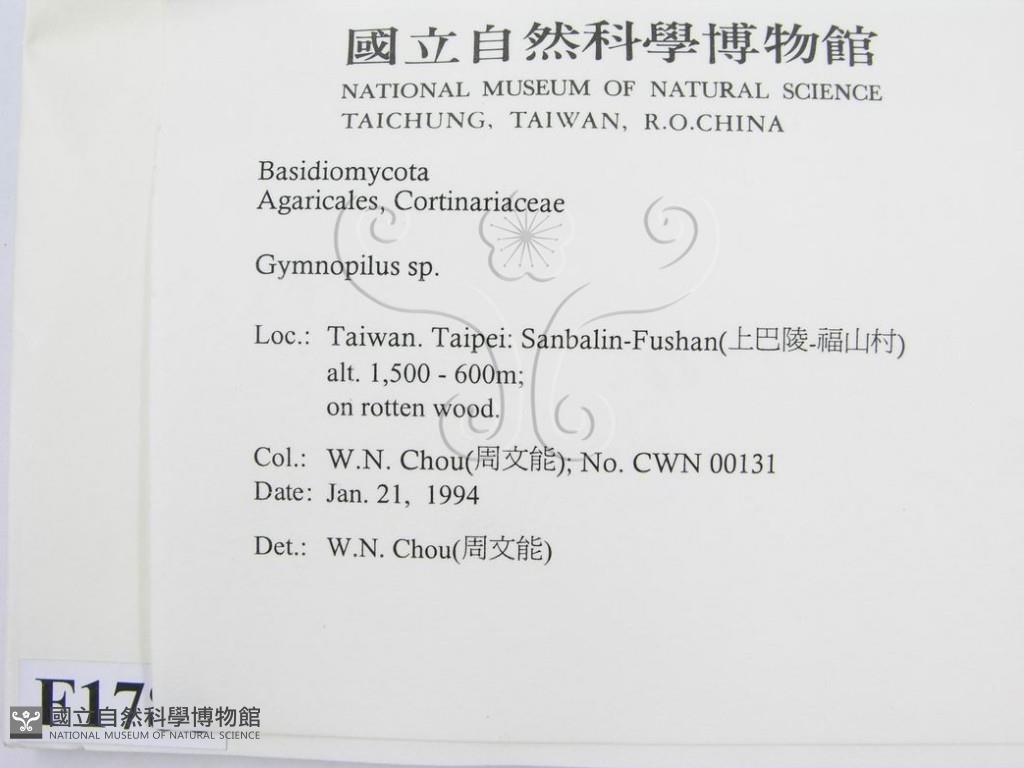 國立自然科學博物館
NATIONAL MUSEUM OF NATURAL SCIENCE
TAICHUNG, TAIWAN, R.O.CHINA
Basidiomycota
Agaricales, Cortinariaceae
Gymnopilus sp.
Loc.: Taiwan. Taipei: Sanbalin-Fushan(上巴陵-福山村)
alt. 1,500 - 600m;
on rotten wood.
Col.: W.N. Chou(周文能); No. CWN 00131
Date: Jan. 21, 1994
Det.: W.N. Chou(周文能)
國立自然科學博物館
NATIONAL MUSEUM OF NATURAL SCIENCE